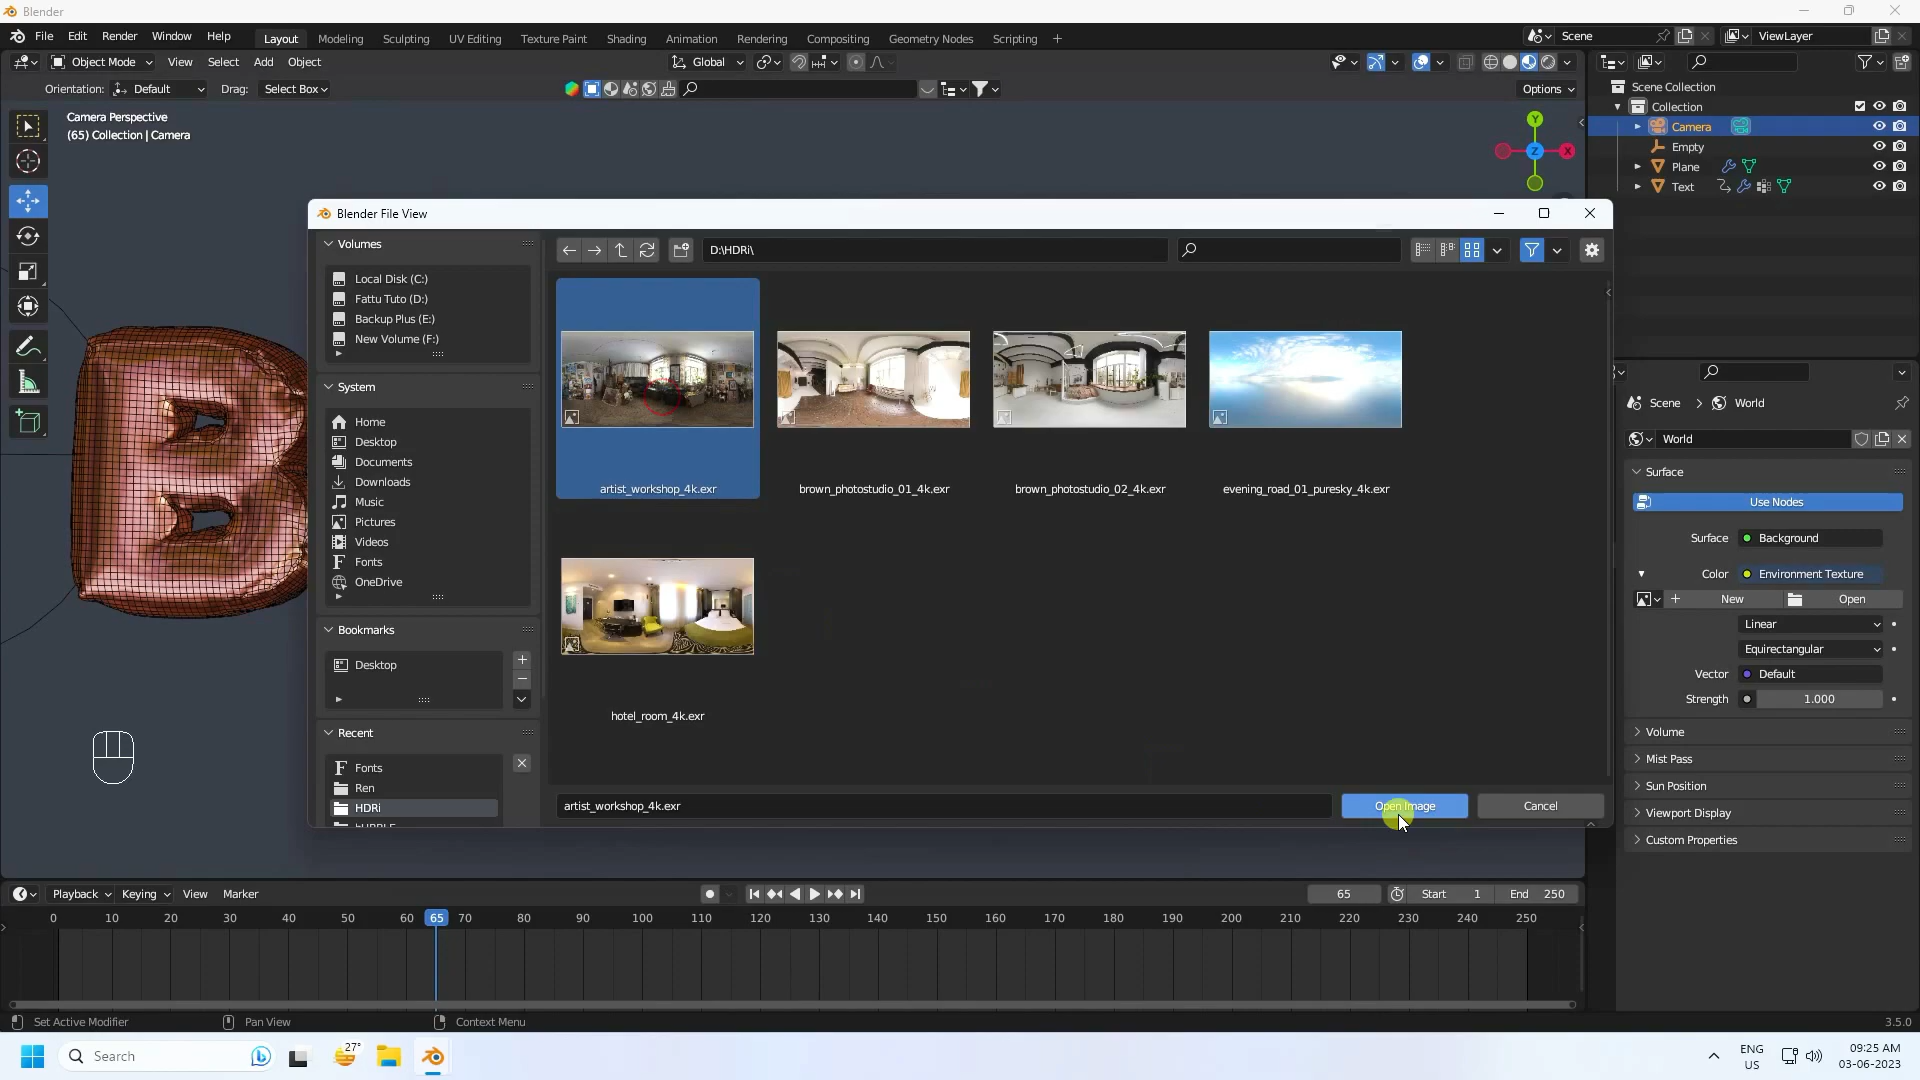 Blender
File Edit Render Window Help Layout Modeling Sculpting UV Editing Texture Paint Shading Animation Rendering Compositing Geometry Nodes Scripting + Scene ViewLayer
Object Mode View Select Add Object Global
Orientation: Default Drag: Select Box Options
Camera Perspective
(65) Collection | Camera
Y
X
Z
Scene Collection
Collection
Camera
Empty
Plane
Text
Blender File View
Volumes
Local Disk (C:)
Fattu Tuto (D:)
Backup Plus (E:)
New Volume (F:)
System
Home
Desktop
Documents
Downloads
Music
Pictures
Videos
Fonts
OneDrive
Bookmarks
Desktop
Recent
Fonts
Ren
HDRi
D:\HDRi\
artist_workshop_4k.exr
brown_photostudio_01_4k.exr
brown_photostudio_02_4k.exr
evening_road_01_puresky_4k.exr
hotel_room_4k.exr
artist_workshop_4k.exr
Open Image
Cancel
Scene > World
World
Surface
Use Nodes
Surface Background
Color Environment Texture
New Open
Linear
Equirectangular
Vector Default
Strength 1.000
Volume
Mist Pass
Sun Position
Viewport Display
Custom Properties
Playback Keying View Marker 65 Start 1 End 250
0 10 20 30 40 50 60 65 70 80 90 100 110 120 130 140 150 160 170 180 190 200 210 220 230 240 250
Set Active Modifier Pan View Context Menu 3.5.0
Search 27° ENG US 09:25 AM
03-06-2023